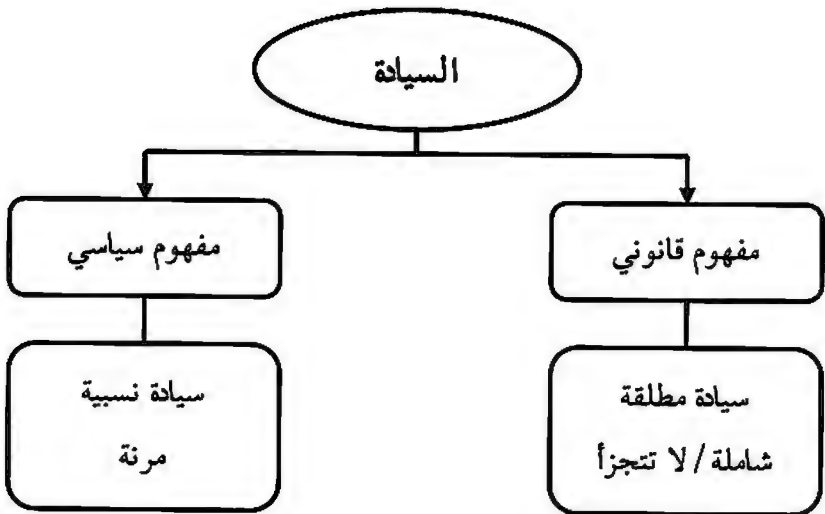 السيادة
مفهوم قانوني
مفهوم سياسي
سيادة مطلقة
شاملة/لا تتجزأ
سيادة نسبية
مرنة